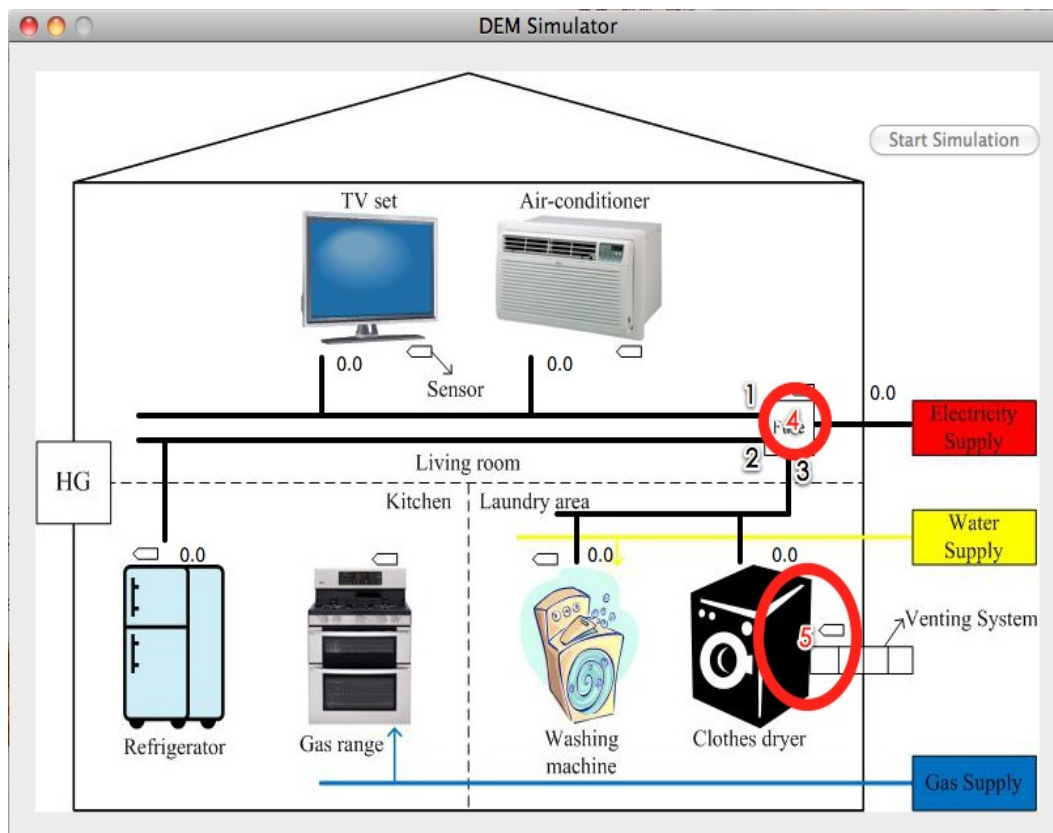 DEM Simulator
Start Simulation
TV set
Air-conditioner
0.0
Sensor
0.0
0.0
1
4
2
3
Electricity
Supply
Living room
HG
Kitchen
Laundry area
Water
Supply
0.0
0.0
0.0
5
Venting System
Refrigerator
Gas range
Washing
machine
Clothes dryer
Gas Supply